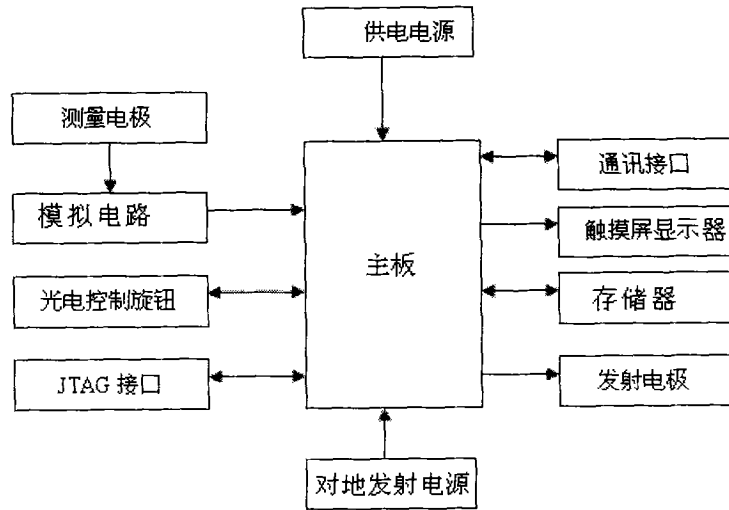 供电电源
测量电极
模拟电路
光电控制旋钮
JTAG 接口
主板
通讯接口
触摸屏显示器
存储器
发射电极
对地发射电源